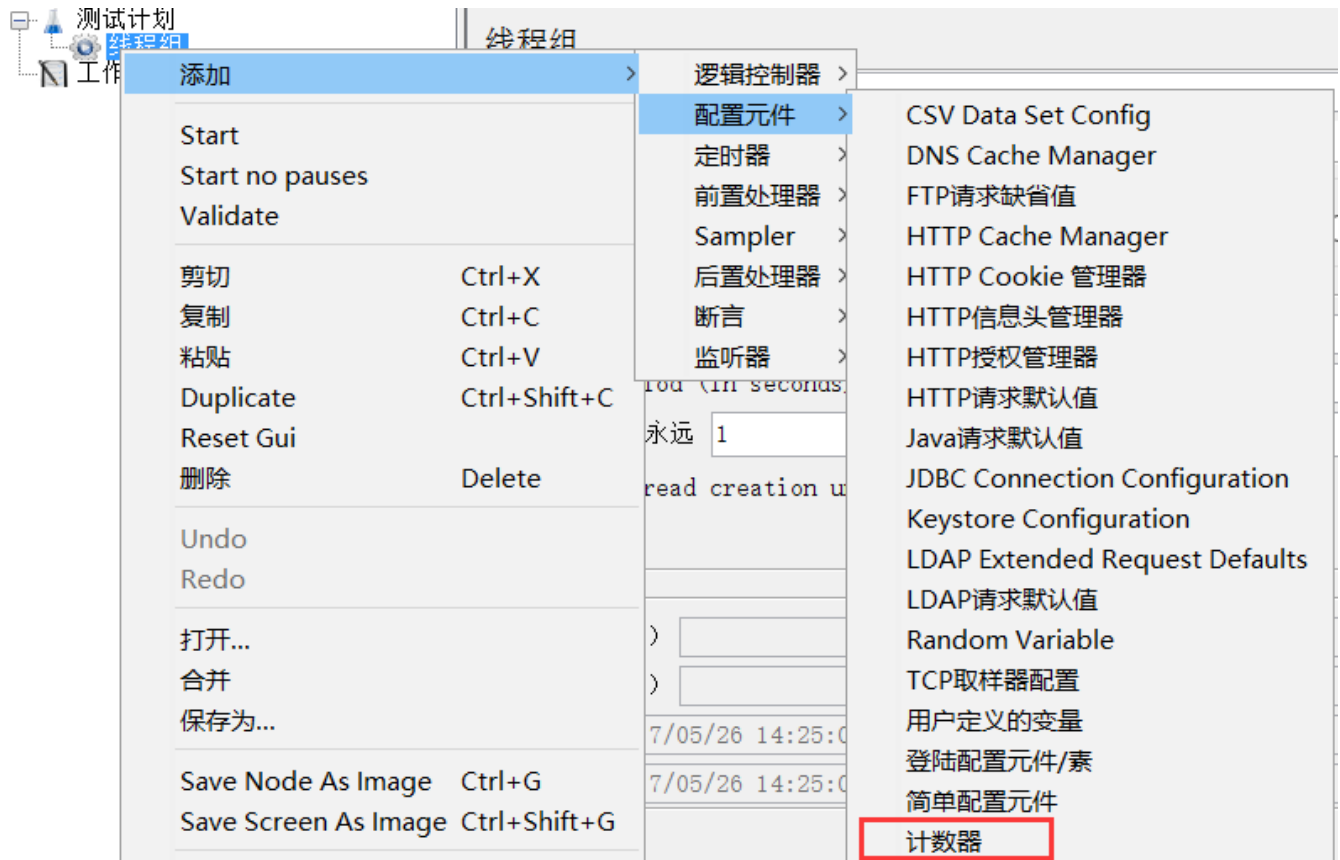 测试计划
线程组
工作
线程组
添加
Start
Start no pauses
Validate
剪切 Ctrl+X
复制 Ctrl+C
粘贴 Ctrl+V
Duplicate Ctrl+Shift+C
Reset Gui
删除 Delete
Undo
Redo
打开...
合并
保存为...
Save Node As Image Ctrl+G
Save Screen As Image Ctrl+Shift+G
逻辑控制器
配置元件
定时器
前置处理器
Sampler
后置处理器
断言
监听器
iod (in seconds)
永远 1
read creation u
)
)
7/05/26 14:25:0
7/05/26 14:25:0
CSV Data Set Config
DNS Cache Manager
FTP请求缺省值
HTTP Cache Manager
HTTP Cookie 管理器
HTTP信息头管理器
HTTP授权管理器
HTTP请求默认值
Java请求默认值
JDBC Connection Configuration
Keystore Configuration
LDAP Extended Request Defaults
LDAP请求默认值
Random Variable
TCP取样器配置
用户定义的变量
登陆配置元件/素
简单配置元件
计数器